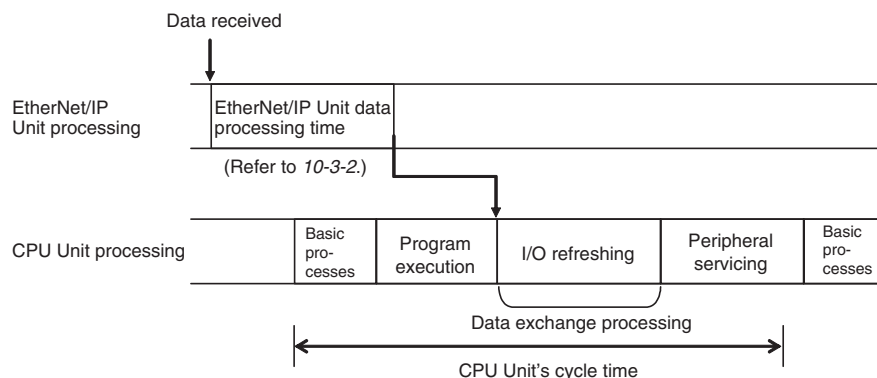 Data received
EtherNet/IP
Unit processing
EtherNet/IP Unit data
processing time
(Refer to 10-3-2.)
CPU Unit processing
Basic
pro-
cesses
Program
execution
I/O refreshing
Peripheral
servicing
Basic
pro-
cesses
Data exchange processing
CPU Unit's cycle time